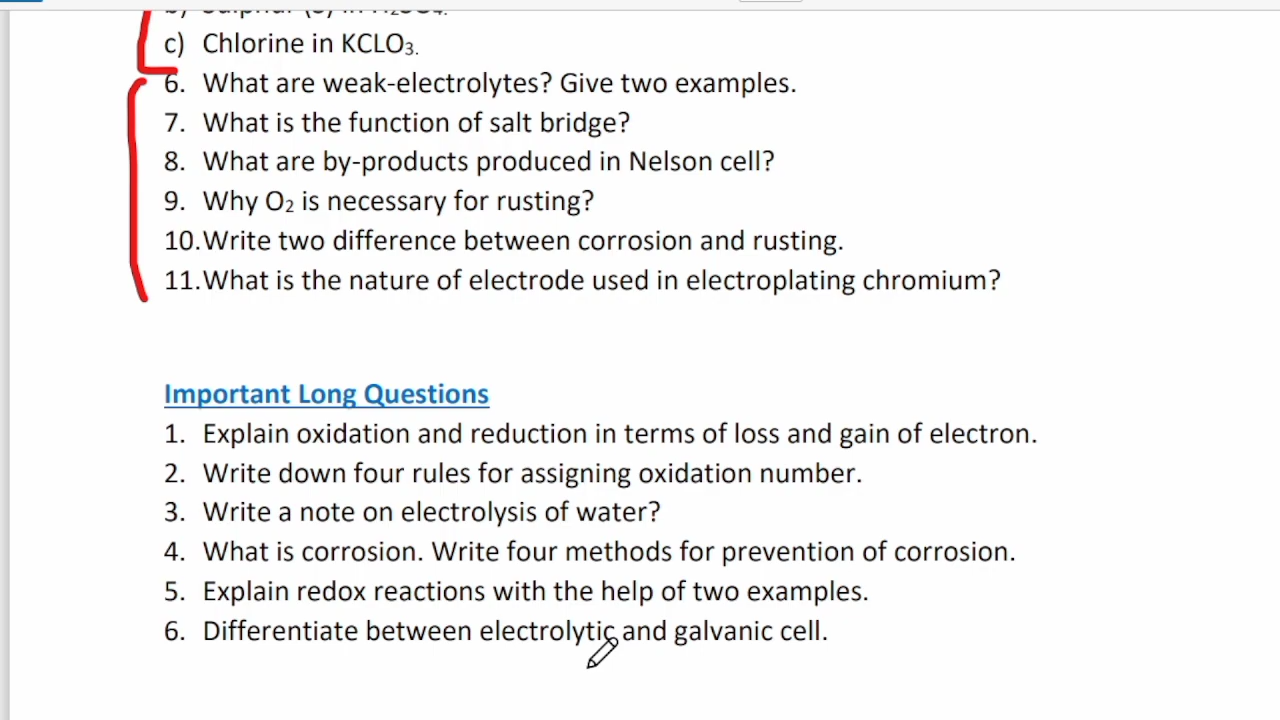 c) Chlorine in KCLO₃.
6. What are weak-electrolytes? Give two examples.
7. What is the function of salt bridge?
8. What are by-products produced in Nelson cell?
9. Why O₂ is necessary for rusting?
10.Write two difference between corrosion and rusting.
11.What is the nature of electrode used in electroplating chromium?
Important Long Questions
1. Explain oxidation and reduction in terms of loss and gain of electron.
2. Write down four rules for assigning oxidation number.
3. Write a note on electrolysis of water?
4. What is corrosion. Write four methods for prevention of corrosion.
5. Explain redox reactions with the help of two examples.
6. Differentiate between electrolytic and galvanic cell.